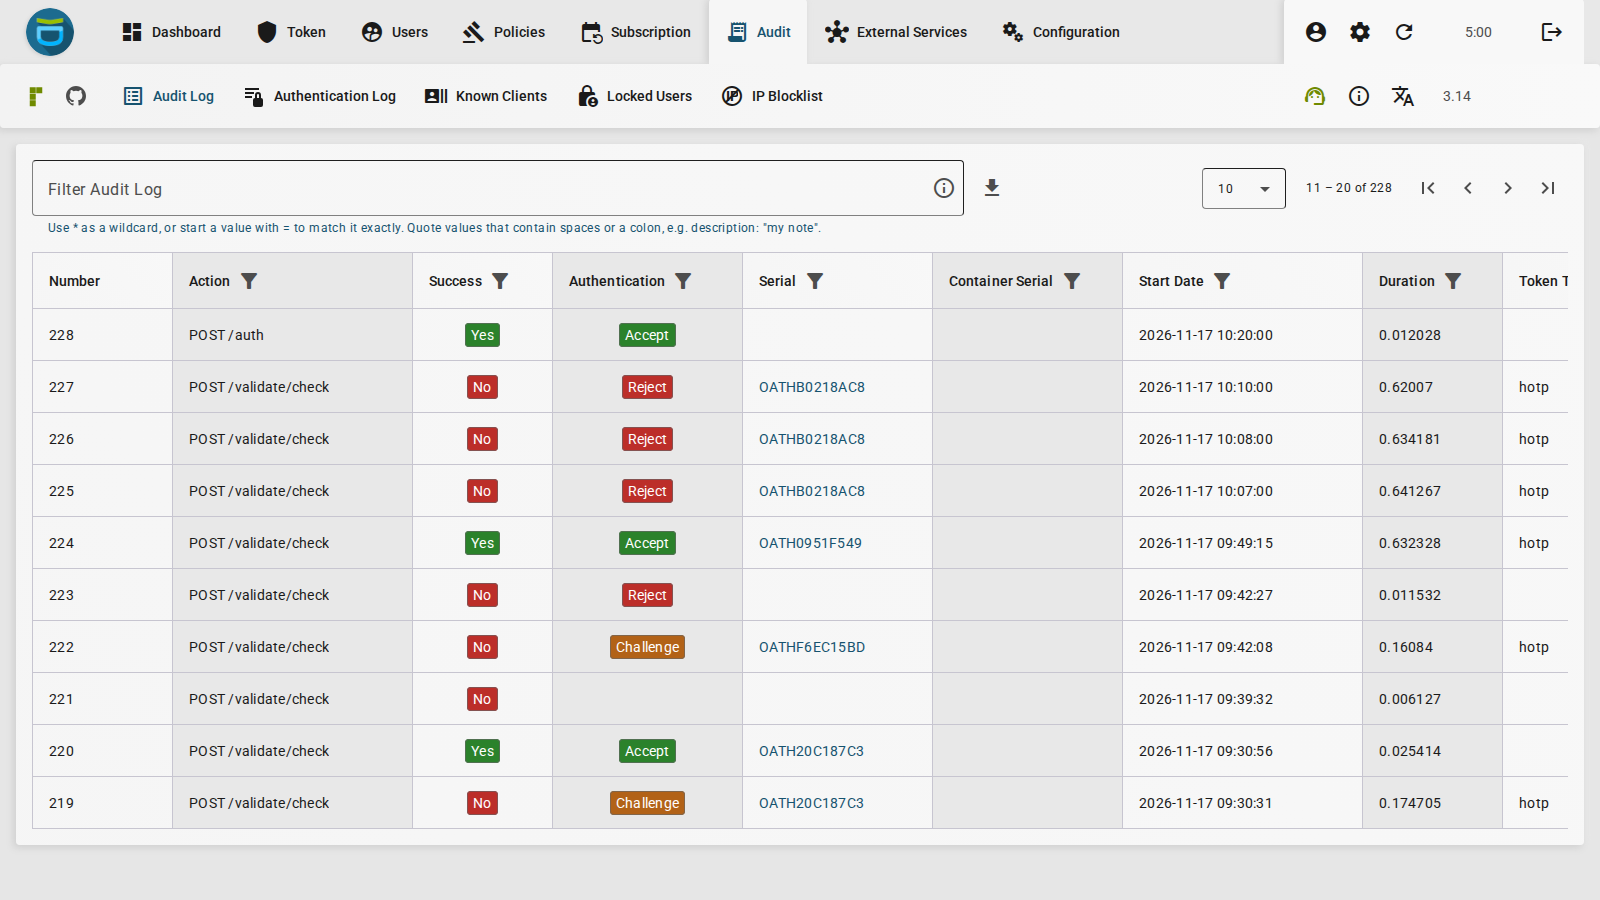 Dashboard Token Users Policies Subscription Audit External Services Configuration 5:00
Audit Log Authentication Log Known Clients Locked Users IP Blocklist 3.14
Filter Audit Log 10 11 – 20 of 228
Use * as a wildcard, or start a value with = to match it exactly. Quote values that contain spaces or a colon, e.g. description: "my note".
Number Action Success Authentication Serial Container Serial Start Date Duration Token T
228 POST /auth Yes Accept 2026-11-17 10:20:00 0.012028
227 POST /validate/check No Reject OATHB0218AC8 2026-11-17 10:10:00 0.62007 hotp
226 POST /validate/check No Reject OATHB0218AC8 2026-11-17 10:08:00 0.634181 hotp
225 POST /validate/check No Reject OATHB0218AC8 2026-11-17 10:07:00 0.641267 hotp
224 POST /validate/check Yes Accept OATH0951F549 2026-11-17 09:49:15 0.632328 hotp
223 POST /validate/check No Reject 2026-11-17 09:42:27 0.011532
222 POST /validate/check No Challenge OATHF6EC15BD 2026-11-17 09:42:08 0.16084 hotp
221 POST /validate/check No 2026-11-17 09:39:32 0.006127
220 POST /validate/check Yes Accept OATH20C187C3 2026-11-17 09:30:56 0.025414
219 POST /validate/check No Challenge OATH20C187C3 2026-11-17 09:30:31 0.174705 hotp